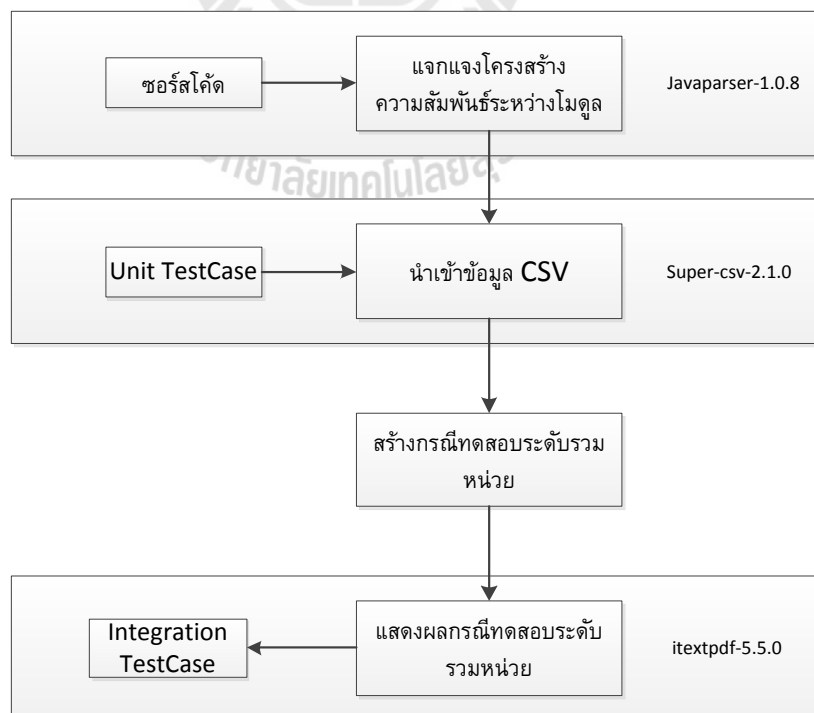 ซอร์สโค้ด
แจกแจงโครงสร้าง
ความสัมพันธ์ระหว่างโมดูล
Javaparser-1.0.8
Unit TestCase
นำเข้าข้อมูล CSV
Super-csv-2.1.0
สร้างกรณีทดสอบระดับรวม
หน่วย
Integration
TestCase
แสดงผลกรณีทดสอบระดับ
รวมหน่วย
itextpdf-5.5.0